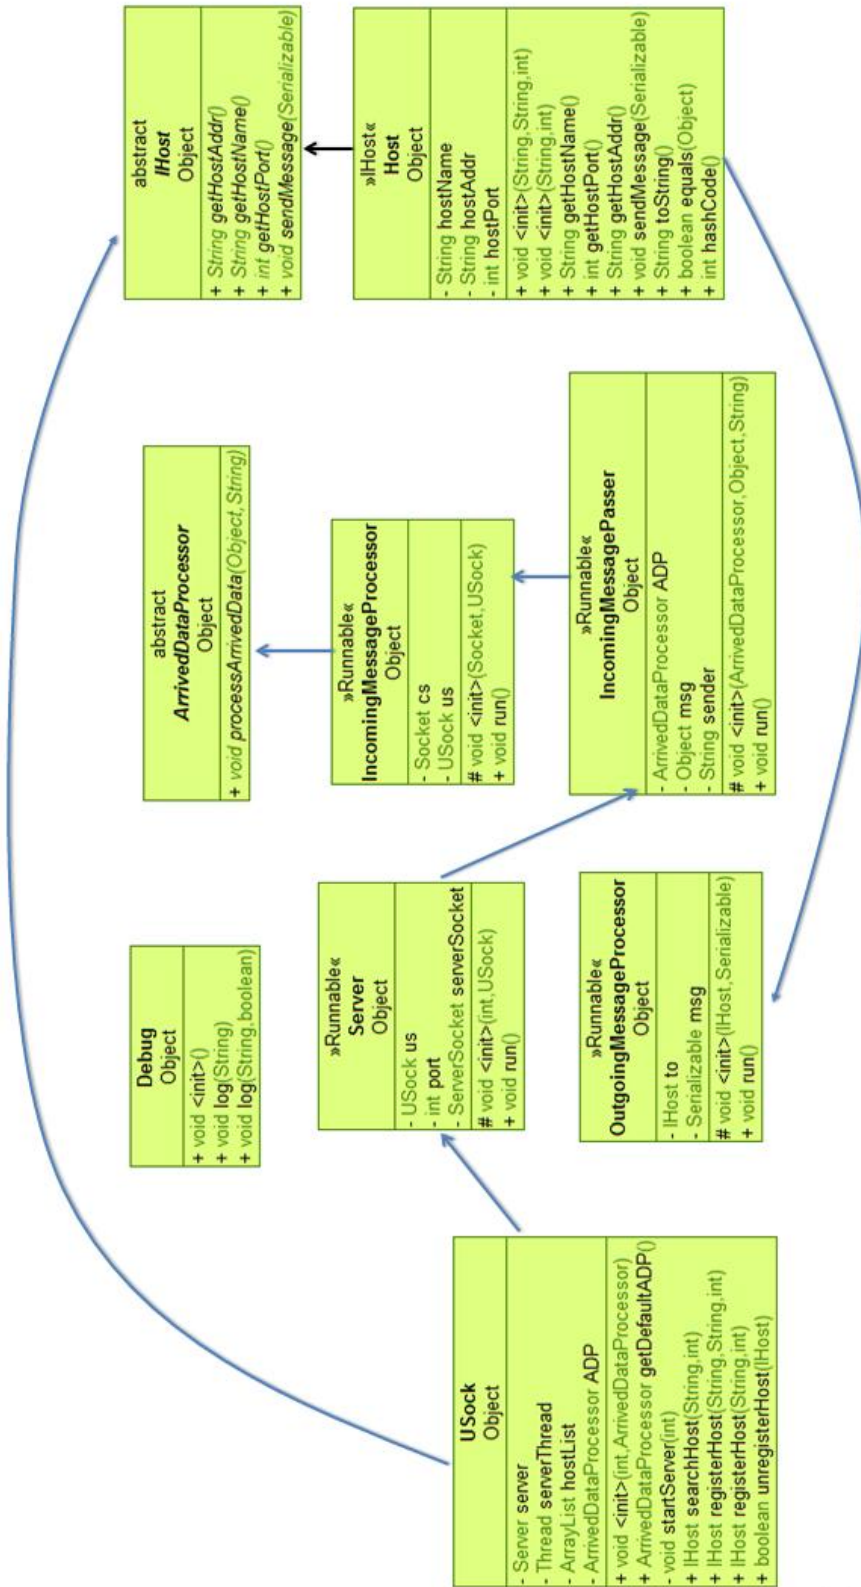 USock
Object
- Server server
- Thread serverThread
- ArrayList hostList
- ArrivedDataProcessor ADP
+ void <init>(int,ArrivedDataProcessor)
+ ArrivedDataProcessor getDefaultADP()
- void startServer(int)
+ IHost searchHost(String,int)
+ IHost registerHost(String,String,int)
+ IHost registerHost(String,int)
+ boolean unregisterHost(IHost)
Debug
Object
+ void <init>()
+ void log(String)
+ void log(String,boolean)
»Runnable«
Server
Object
- USock us
- int port
- ServerSocket serverSocket
# void <init>(int,USock)
+ void run()
»Runnable«
OutgoingMessageProcessor
Object
- IHost to
- Serializable msg
# void <init>(IHost,Serializable)
+ void run()
abstract
ArrivedDataProcessor
Object
+ void processArrivedData(Object,String)
»Runnable«
IncomingMessageProcessor
Object
- Socket cs
- USock us
# void <init>(Socket,USock)
+ void run()
»Runnable«
IncomingMessagePasser
Object
- ArrivedDataProcessor ADP
- Object msg
- String sender
# void <init>(ArrivedDataProcessor,Object,String)
+ void run()
abstract
IHost
Object
+ String getHostAddr()
+ String getHostName()
+ int getHostPort()
+ void sendMessage(Serializable)
»IHost«
Host
Object
- String hostName
- String hostAddr
- int hostPort
+ void <init>(String,String,int)
+ void <init>(String,int)
+ String getHostName()
+ int getHostPort()
+ String getHostAddr()
+ void sendMessage(Serializable)
+ String toString()
+ boolean equals(Object)
+ int hashCode()